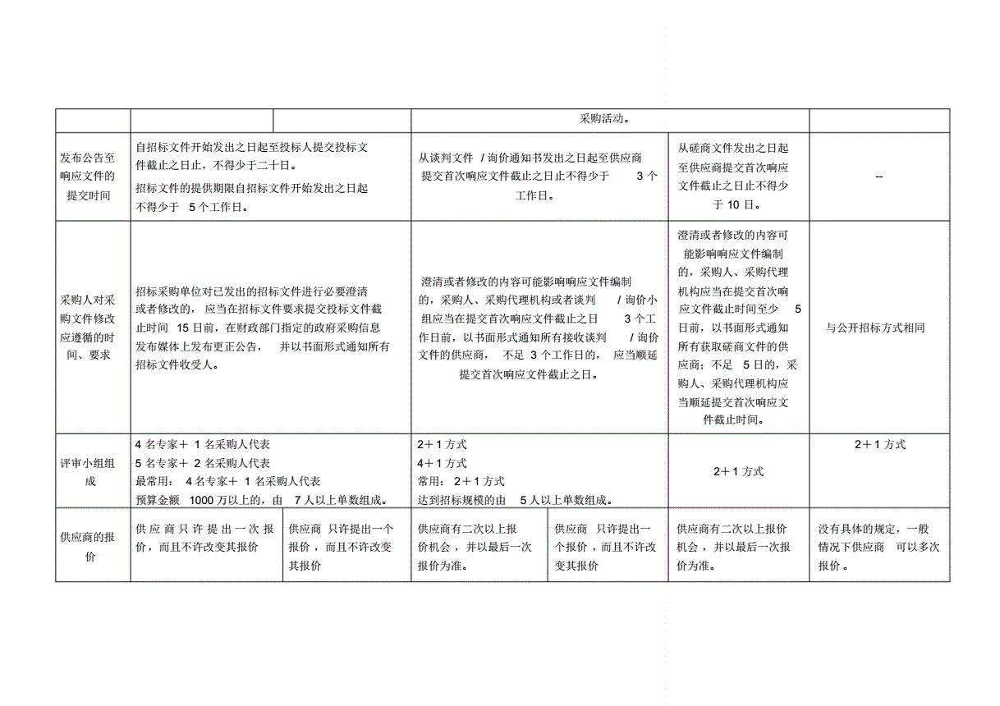 采购活动。
发布公告至
响应文件的
提交时间
自招标文件开始发出之日起至投标人提交投标文
件截止之日止，不得少于二十日。
招标文件的提供期限自招标文件开始发出之日起
不得少于 5 个工作日。
从谈判文件 / 询价通知书发出之日起至供应商
提交首次响应文件截止之日止不得少于 3 个
工作日。
从磋商文件发出之日起
至供应商提交首次响应
文件截止之日止不得少
于 10 日。
--
采购人对采
购文件修改
应遵循的时
间、要求
招标采购单位对已发出的招标文件进行必要澄清
或者修改的， 应当在招标文件要求提交投标文件截
止时间 15 日前，在财政部门指定的政府采购信息
发布媒体上发布更正公告， 并以书面形式通知所有
招标文件收受人。
澄清或者修改的内容可能影响响应文件编制
的，采购人、采购代理机构或者谈判 / 询价小
组应当在提交首次响应文件截止之日 3 个工
作日前，以书面形式通知所有接收谈判 / 询价
文件的供应商， 不足 3 个工作日的， 应当顺延
提交首次响应文件截止之日。
澄清或者修改的内容可
能影响响应文件编制
的，采购人、采购代理
机构应当在提交首次响
应文件截止时间至少 5
日前，以书面形式通知
所有获取磋商文件的供
应商；不足 5 日的，采
购人、采购代理机构应
当顺延提交首次响应文
件截止时间。
与公开招标方式相同
评审小组组
成
4 名专家＋ 1 名采购人代表
5 名专家＋ 2 名采购人代表
最常用： 4 名专家＋ 1 名采购人代表
预算金额 1000 万以上的，由 7 人以上单数组成。
2＋1 方式
4＋1 方式
常用： 2＋1 方式
达到招标规模的由 5 人以上单数组成。
2＋1 方式
2＋1 方式
供应商的报
价
供 应 商 只 许 提 出 一 次 报
价，而且不许改变其报价
供应商 只许提出一个
报价 ，而且不许改变
其报价
供应商有二次以上报
价机会 ，并以最后一次
报价为准。
供应商 只许提出一
个报价 ，而且不许改
变其报价
供应商有二次以上报价
机会 ，并以最后一次报
价为准。
没有具体的规定，一般
情况下供应商 可以多次
报价 。